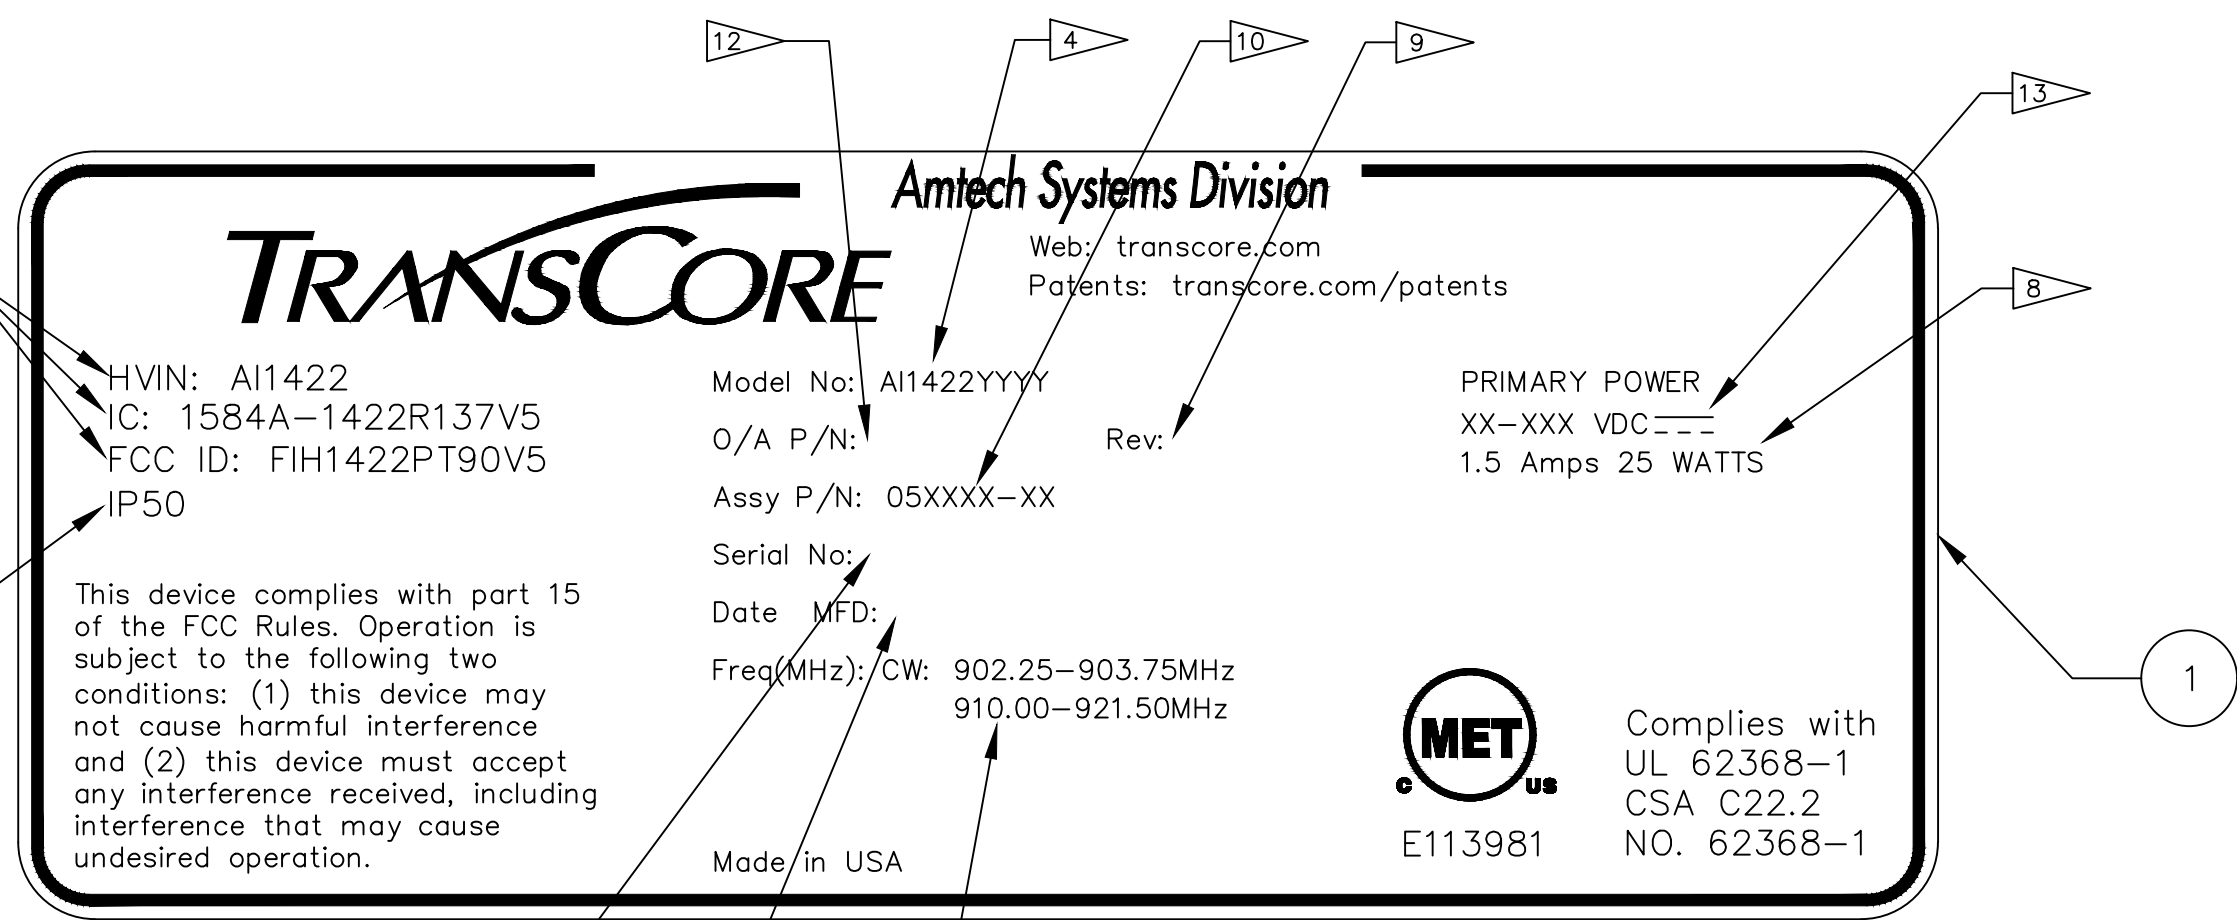 12
4
10
9
13
Amtech Systems Division
TRANSCORE
Web: transcore.com
Patents: transcore.com/patents
8
HVIN: AI1422
IC: 1584A-1422R137V5
FCC ID: FIH1422PT90V5
IP50
This device complies with part 15
of the FCC Rules. Operation is
subject to the following two
conditions: (1) this device may
not cause harmful interference
and (2) this device must accept
any interference received, including
interference that may cause
undesired operation.
Model No: AI1422YYYY
O/A P/N: Rev:
Assy P/N: 05XXXX-XX
Serial No:
Date MFD:
Freq(MHz): CW: 902.25-903.75MHz
910.00-921.50MHz
Made in USA
PRIMARY POWER
XX-XXX VDC
1.5 Amps 25 WATTS
1
MET
C US
E113981
Complies with
UL 62368-1
CSA C22.2
NO. 62368-1